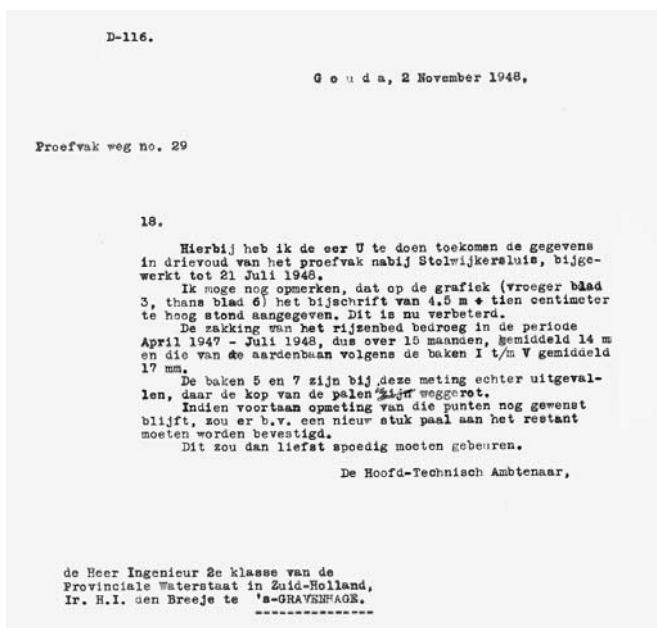 D-116.
G o u d a, 2 November 1948,
Proefvak weg no. 29
18.
Hierbij heb ik de eer U te doen toekomen de gegevens
in drievoud van het proefvak nabij Stolwijkersluis, bijge-
werkt tot 21 Juli 1948.
Ik moge nog opmerken, dat op de grafiek (vroeger blad
3, thans blad 6) het bijschrift van 4.5 m + tien centimeter
te hoog stond aangegeven. Dit is nu verbeterd.
De zakking van het rijzenbed bedroeg in de periode
April 1947 - Juli 1948, dus over 15 maanden, gemiddeld 14 m
en die van de aardenbaan volgens de baken I t/m V gemiddeld
17 mm.
De baken 5 en 7 zijn bij deze meting echter uitgeval-
len, daar de kop van de palen zijn weggerot.
Indien voortaan opmeting van die punten nog gewenst
blijft, zou er b.v. een nieuw stuk paal aan het restant
moeten worden bevestigd.
Dit zou dan liefst spoedig moeten gebeuren.
De Hoofd-Technisch Ambtenaar,
de Heer Ingenieur 2e klasse van de
Provinciale Waterstaat in Zuid-Holland,
Ir. H.I. den Breeje te 's-GRAVENHAGE.